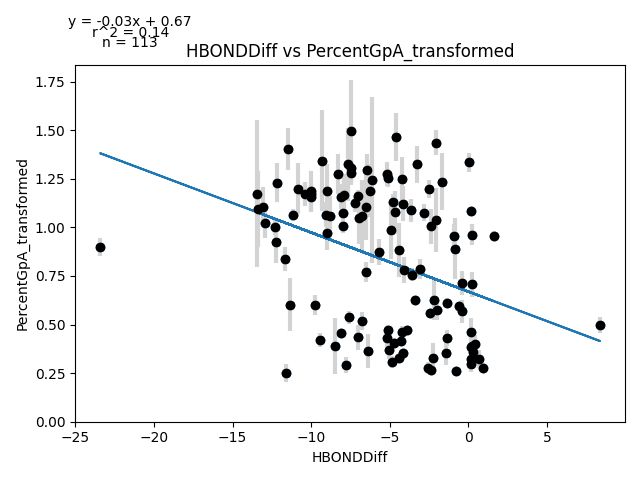 y = -0.03x + 0.67
r^2 = 0.14
n = 113
HBONDDiff vs PercentGpA_transformed
PercentGpA_transformed
1.75
1.50
1.25
1.00
0.75
0.50
0.25
0.00
−25
−20
−15
−10
−5
0
5
HBONDDiff